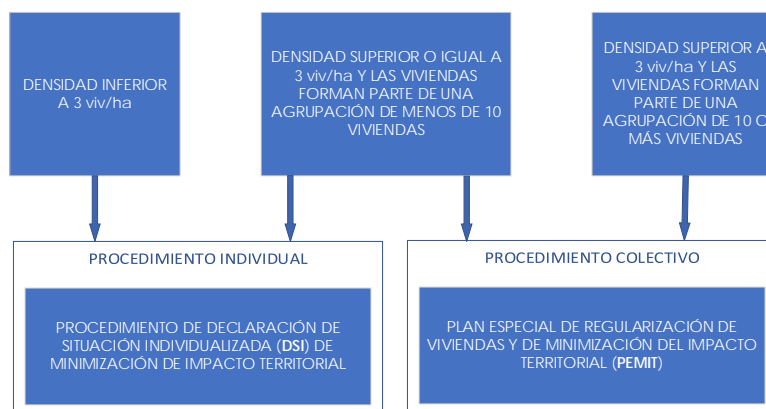 DENSIDAD INFERIOR
A 3 viv/ha
DENSIDAD SUPERIOR O IGUAL A
3 viv/ha Y LAS VIVIENDAS
FORMAN PARTE DE UNA
AGRUPACIÓN DE MENOS DE 10
VIVIENDAS
DENSIDAD SUPERIOR A
3 viv/ha Y LAS
VIVIENDAS FORMAN
PARTE DE UNA
AGRUPACIÓN DE 10 O
MÁS VIVIENDAS
PROCEDIMIENTO INDIVIDUAL
PROCEDIMIENTO DE DECLARACIÓN DE
SITUACIÓN INDIVIDUALIZADA (DSI) DE
MINIMIZACIÓN DE IMPACTO TERRITORIAL
PROCEDIMIENTO COLECTIVO
PLAN ESPECIAL DE REGULARIZACIÓN DE
VIVIENDAS Y DE MINIMIZACIÓN DEL IMPACTO
TERRITORIAL (PEMIT)